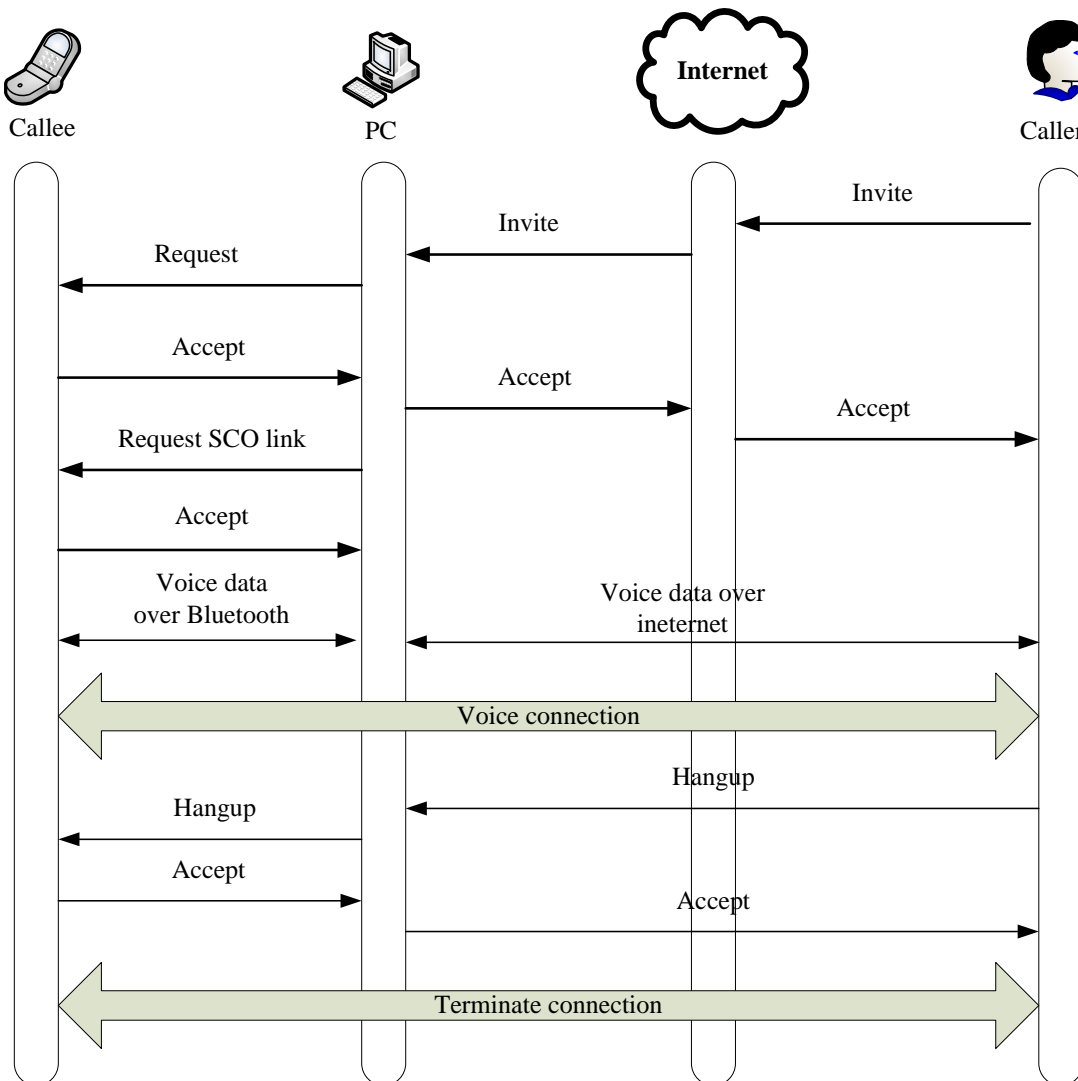 Internet
Callee
PC
Caller
Invite
Invite
Request
Accept
Accept
Accept
Request SCO link
Accept
Voice data
over Bluetooth
Voice data over
ineternet
Voice connection
Hangup
Hangup
Accept
Accept
Terminate connection